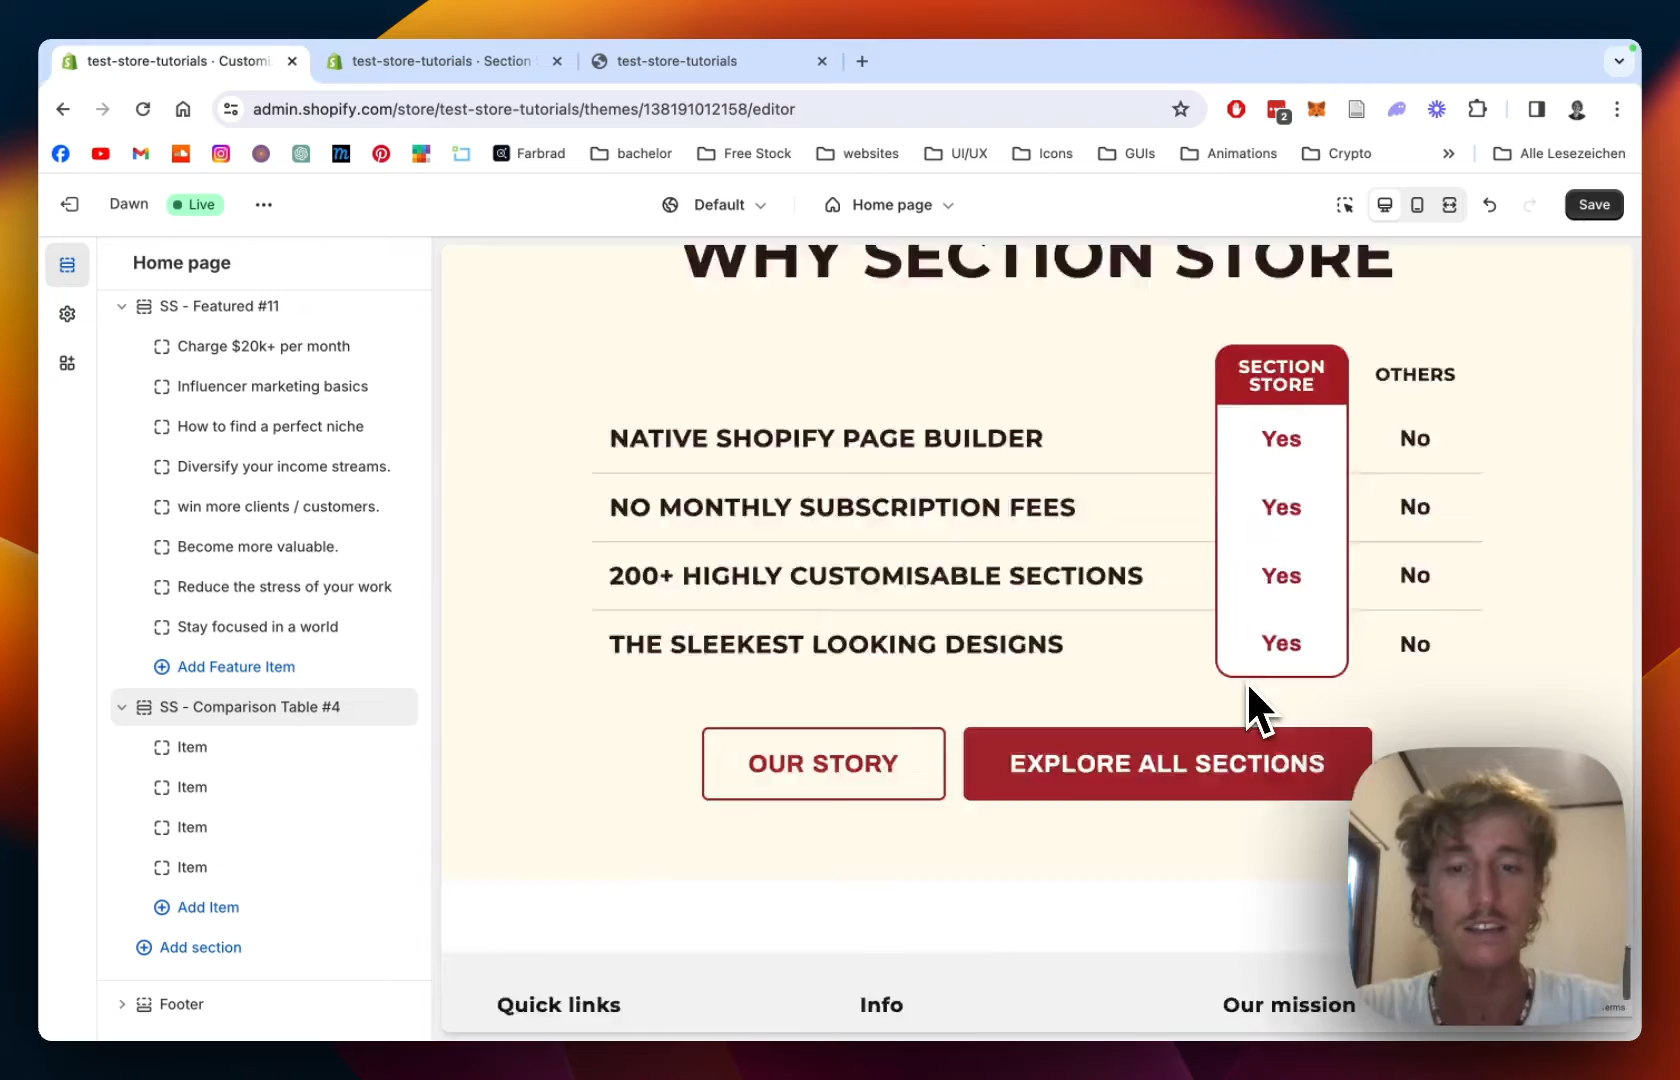 test-store-tutorials · Customi
test-store-tutorials · Section
test-store-tutorials
admin.shopify.com/store/test-store-tutorials/themes/138191012158/editor
2
Farbrad
bachelor
Free Stock
websites
UI/UX
Icons
GUIs
Animations
Crypto
Alle Lesezeichen
Dawn
Live
Default
Home page
Save
Home page
SS - Featured #11
Charge $20k+ per month
Influencer marketing basics
How to find a perfect niche
Diversify your income streams.
win more clients / customers.
Become more valuable.
Reduce the stress of your work
Stay focused in a world
Add Feature Item
SS - Comparison Table #4
Item
Item
Item
Item
Add Item
Add section
Footer
WHY SECTION STORE
SECTION
STORE
OTHERS
NATIVE SHOPIFY PAGE BUILDER
Yes
No
NO MONTHLY SUBSCRIPTION FEES
Yes
No
200+ HIGHLY CUSTOMISABLE SECTIONS
Yes
No
THE SLEEKEST LOOKING DESIGNS
Yes
No
OUR STORY
EXPLORE ALL SECTIONS
Quick links
Info
Our mission